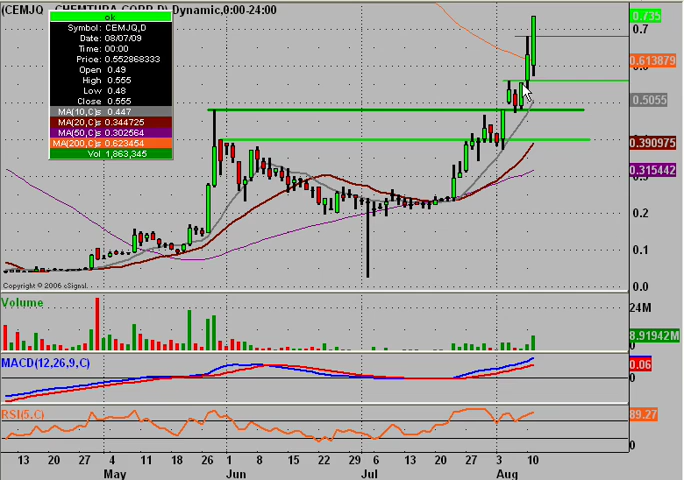 (CEMJQ - CHEMTURA CORP,D) Dynamic,0:00-24:00
ok
Symbol: CEMJQ,D
Date: 08/07/09
Time: 00:00
Price: 0.552868333
Open 0.49
High 0.555
Low 0.48
Close 0.555
MA(10,C)s 0.447
MA(20,C)s 0.344725
MA(50,C)s 0.302564
MA(200,C)s 0.623454
Vol 1,863,345
0.735
0.7
0.613879
0.5055
0.390975
0.315442
0.2
0.1
0.0
Copyright © 2006 eSignal.
Volume
24M
8.91942M
0
MACD(12,26,9,C)
0.06
0
RSI(5,C)
89.27
0
13 20 27 4 11 18 26 1 8 15 22 29 6 13 20 27 3 10
May Jun Jul Aug